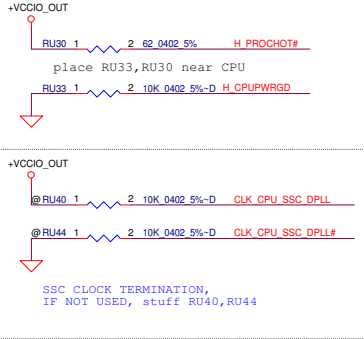 +VCCIO_OUT
RU30 1 2 62_0402_5% H_PROCHOT#
place RU33,RU30 near CPU
RU33 1 2 10K_0402_5%~D H_CPUPWRGD
+VCCIO_OUT
@ RU40 1 2 10K_0402_5%~D CLK_CPU_SSC_DPLL
@ RU44 1 2 10K_0402_5%~D CLK_CPU_SSC_DPLL#
SSC CLOCK TERMINATION,
IF NOT USED, stuff RU40,RU44